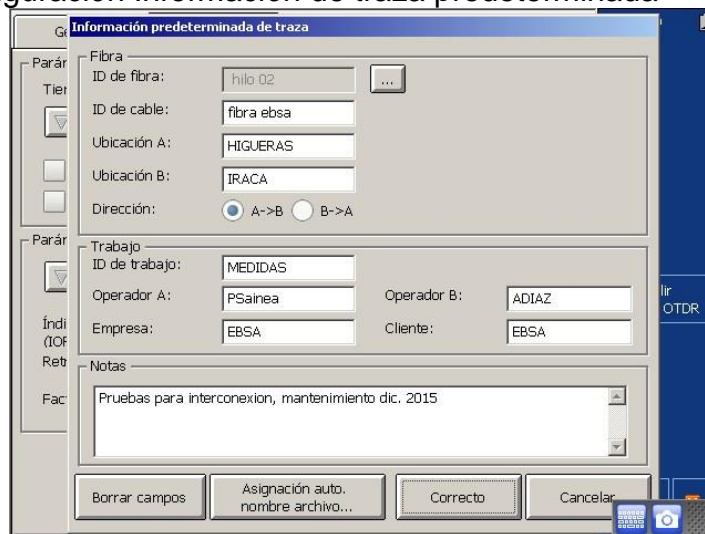 Información de traza predeterminada
Información predeterminada de traza
Fibra
ID de fibra: hilo 02 ...
ID de cable: fibra ebsa
Ubicación A: HIGUERAS
Ubicación B: IRACA
Dirección: A->B B->A
Trabajo
ID de trabajo: MEDIDAS
Operador A: PSainea Operador B: ADIAZ
Empresa: EBSA Cliente: EBSA
Notas
Pruebas para interconexion, mantenimiento dic. 2015
Borrar campos Asignación auto. nombre archivo... Correcto Cancelar
OTDR